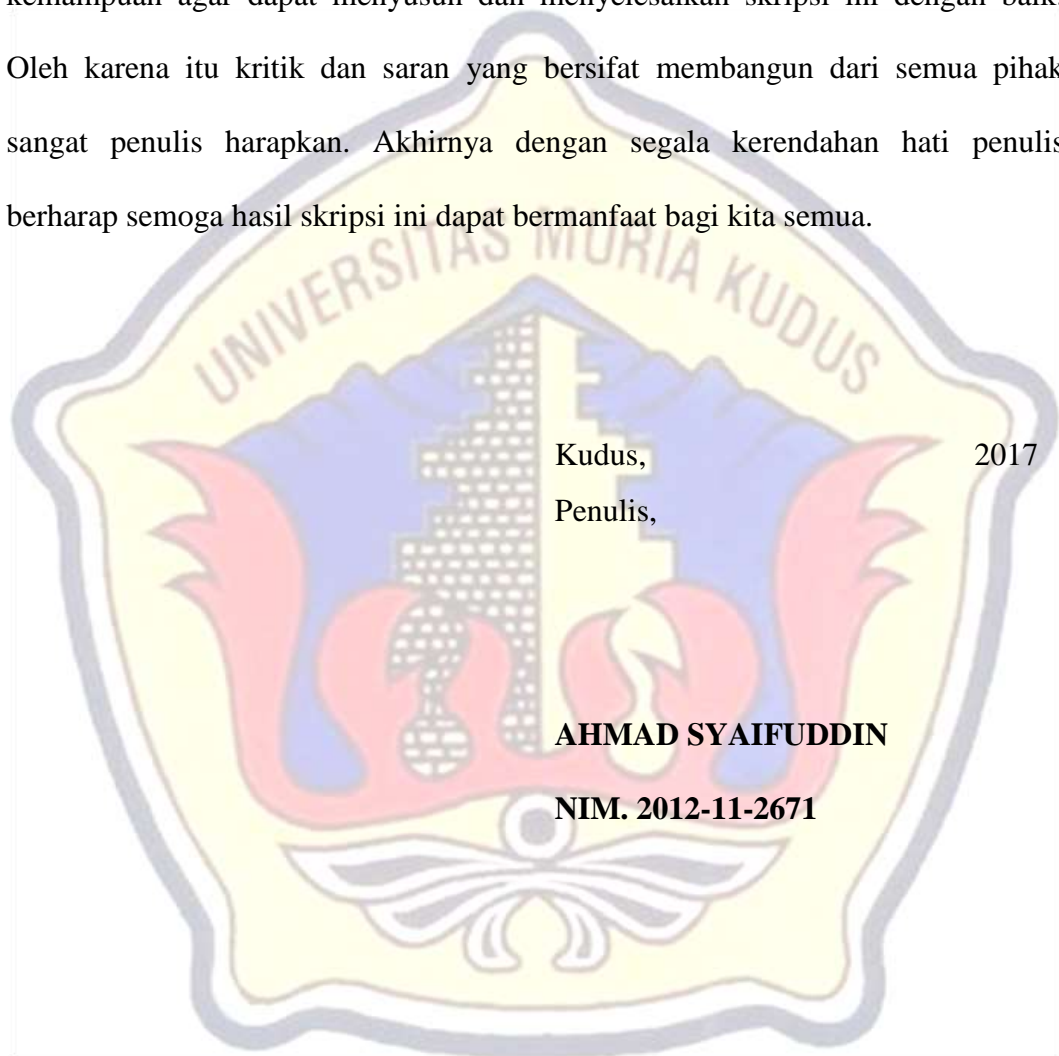 kemampuan agar dapat menyusun dan menyelesaikan skripsi ini dengan baik.
Oleh karena itu kritik dan saran yang bersifat membangun dari semua pihak
sangat penulis harapkan. Akhirnya dengan segala kerendahan hati penulis
berharap semoga hasil skripsi ini dapat bermanfaat bagi kita semua.
UNIVERSITAS MURIA KUDUS
Kudus, 2017
Penulis,
AHMAD SYAIFUDDIN
NIM. 2012-11-2671